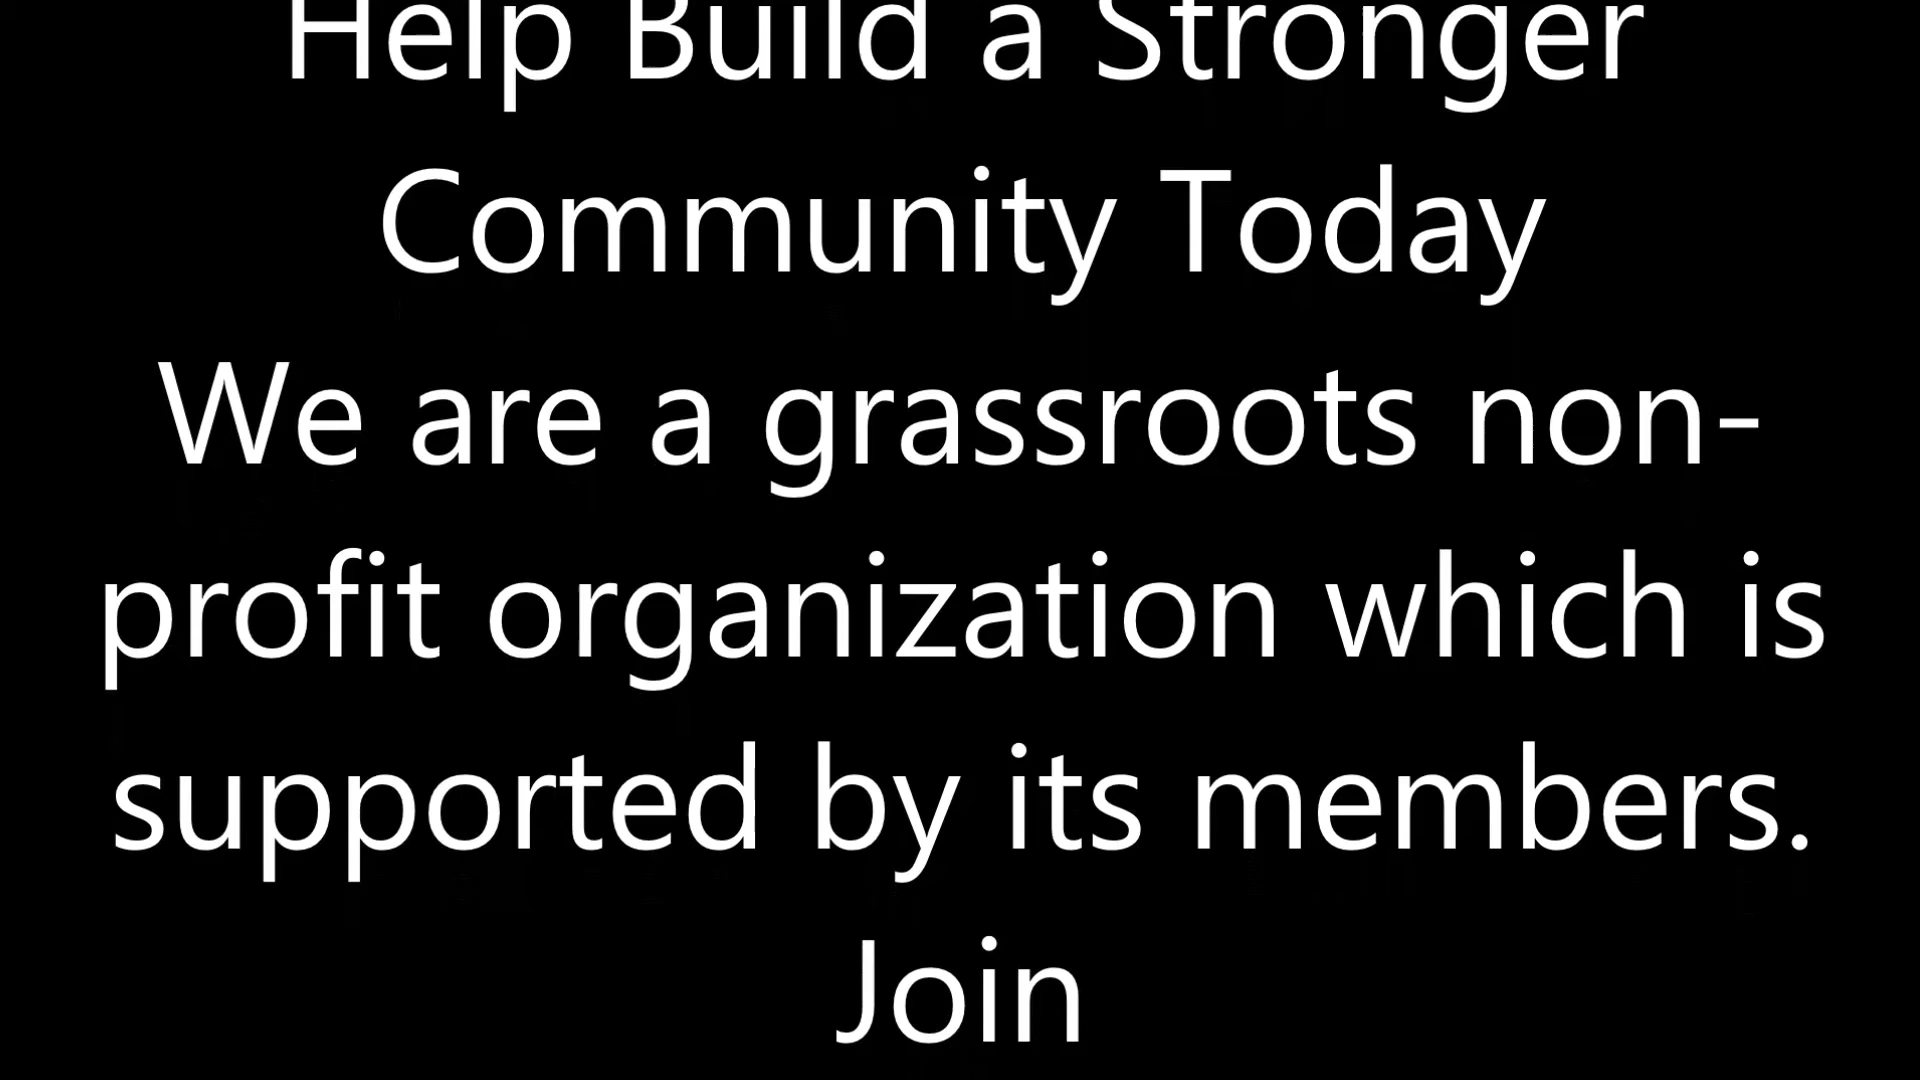 Help Build a Stronger
Community Today
We are a grassroots non-
profit organization which is
supported by its members.
Join